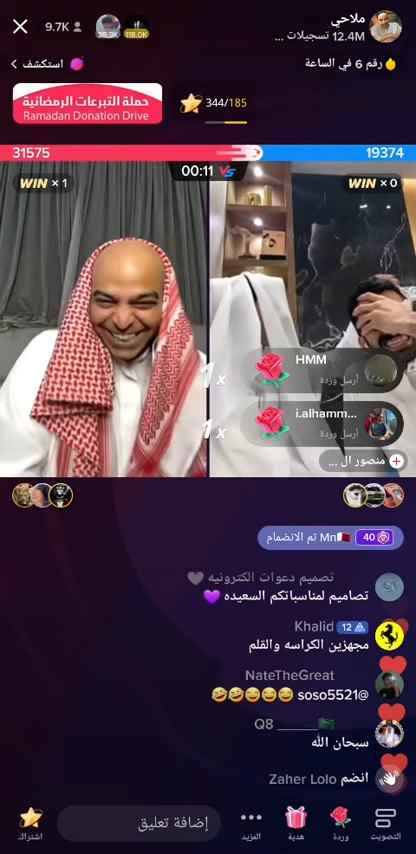 ملاحي
12.4M تسجيلات ...
9.7K
38.3K
118.0K
رقم 6 في الساعة
استكشف
حملة التبرعات الرمضانية
Ramadan Donation Drive
344/185
31575
19374
00:11
WIN × 1
WIN × 0
HMM
أرسل وردة
1x
i.alhamm...
أرسل وردة
1x
منصور ال ...
40 Mn تم الانضمام
تصميم دعوات الكترونيه 🩶
تصاميم لمناسباتكم السعيده 💜
Khalid 12
مجهزين الكراسه والقلم
NateTheGreat
@soso5521 😂😂😂🤣🤣
Q8 _____🇸🇦
سبحان الله
Zaher Lolo انضم
إضافة تعليق
اشتراك
المزيد
هدية
وردة
التصويت